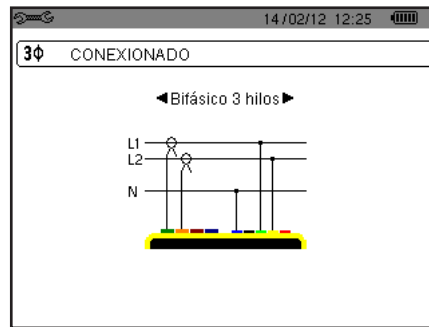 14/02/12 12:25
3ϕ CONEXIONADO
◄Bifásico 3 hilos►
L1
L2
N